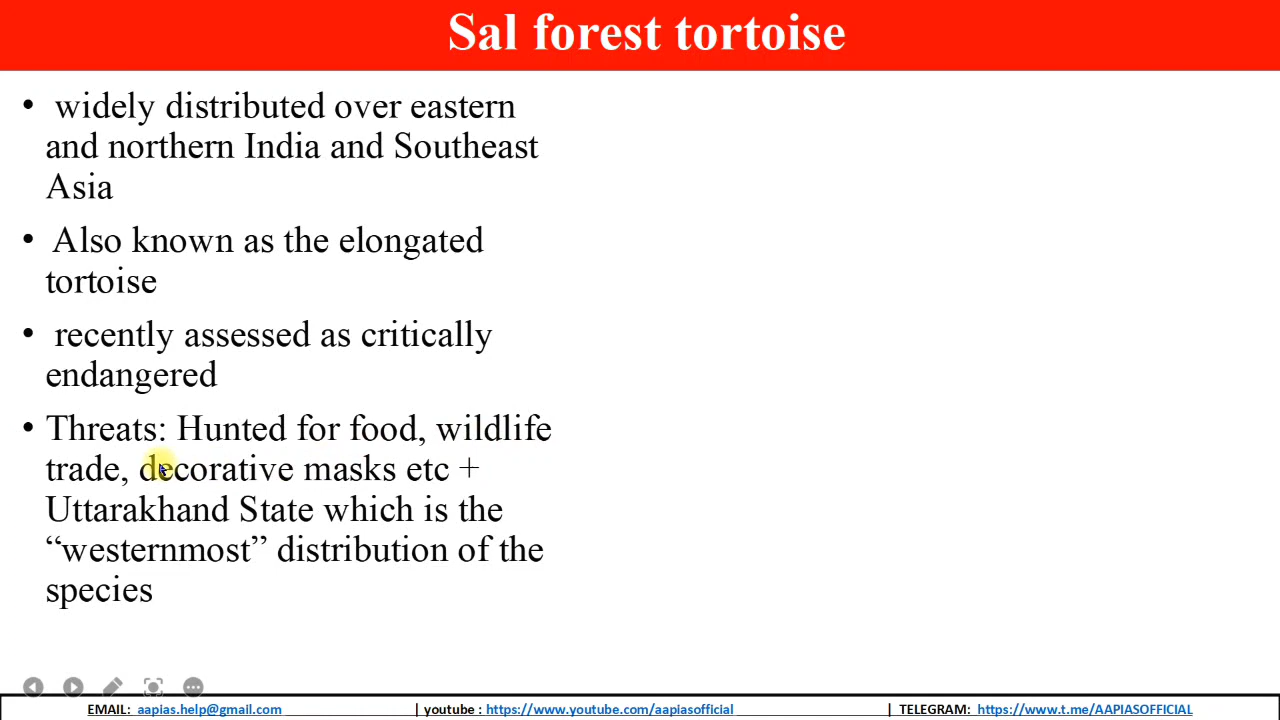 Sal forest tortoise
• widely distributed over eastern
and northern India and Southeast
Asia
• Also known as the elongated
tortoise
• recently assessed as critically
endangered
• Threats: Hunted for food, wildlife
trade, decorative masks etc +
Uttarakhand State which is the
“westernmost” distribution of the
species
EMAIL: aapias.help@gmail.com | youtube : https://www.youtube.com/aapiasofficial | TELEGRAM: https://www.t.me/AAPIASOFFICIAL